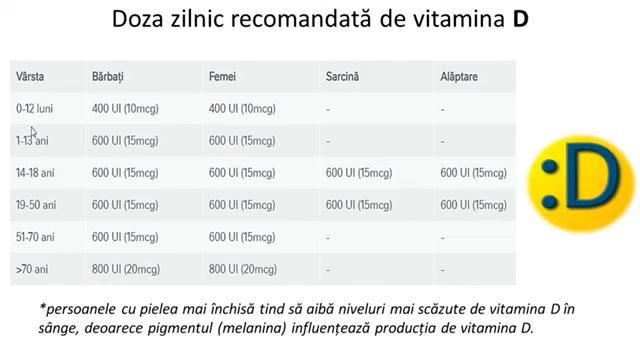 Doza zilnic recomandată de vitamina D
Vârsta Bărbați Femei Sarcină Alăptare
0-12 luni 400 UI (10mcg) 400 UI (10mcg) - -
1-13 ani 600 UI (15mcg) 600 UI (15mcg) - -
14-18 ani 600 UI (15mcg) 600 UI (15mcg) 600 UI (15mcg) 600 UI (15mcg)
19-50 ani 600 UI (15mcg) 600 UI (15mcg) 600 UI (15mcg) 600 UI (15mcg)
51-70 ani 600 UI (15mcg) 600 UI (15mcg) - -
>70 ani 800 UI (20mcg) 800 UI (20mcg) - -
:D
*persoanele cu pielea mai închisă tind să aibă niveluri mai scăzute de vitamina D în
sânge, deoarece pigmentul (melanina) influențează producția de vitamina D.